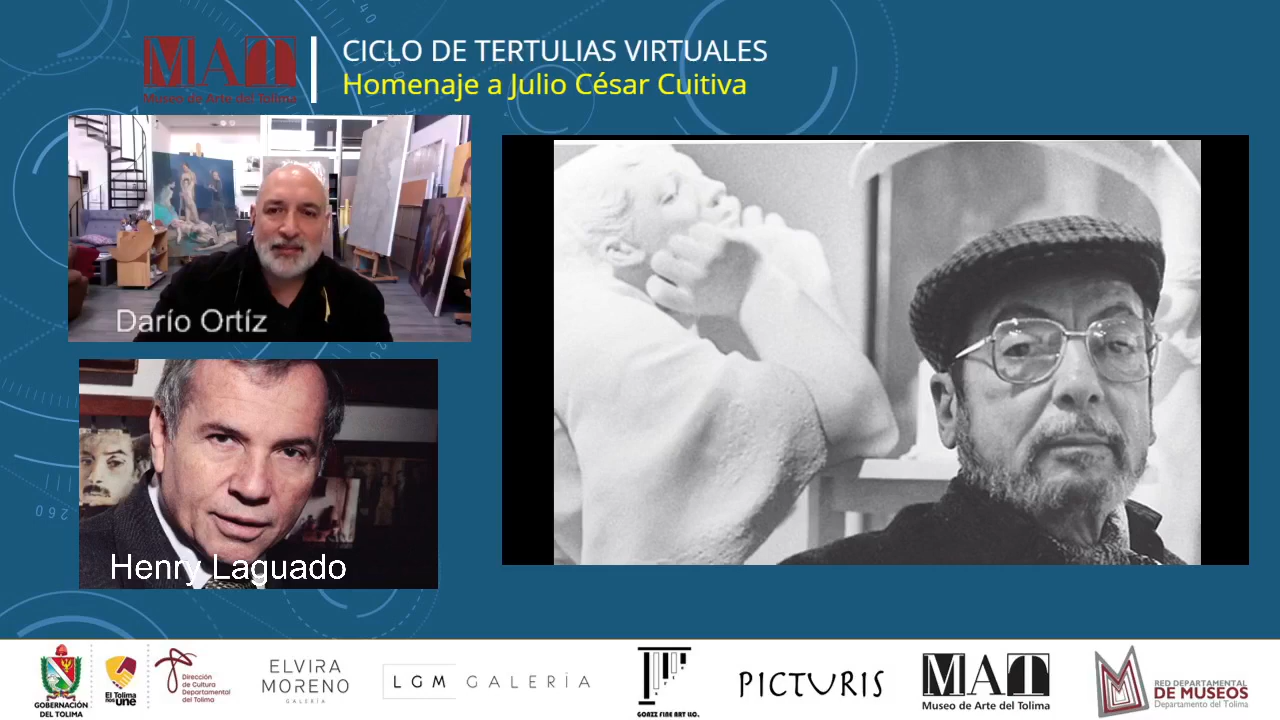 MAT
Museo de Arte del Tolima
CICLO DE TERTULIAS VIRTUALES
Homenaje a Julio César Cuitiva
Darío Ortíz
Henry Laguado
260
GOBERNACIÓN
DEL TOLIMA
El Tolima
nos une
Dirección
de Cultura
Departamental
del Tolima
ELVIRA
MORENO
GALERÍA
LGM GALERÍA
GONZZ FINE ART LLC.
PICTURIS
MAT
Museo de Arte del Tolima
RED DEPARTAMENTAL
DE MUSEOS
Departamento del Tolima